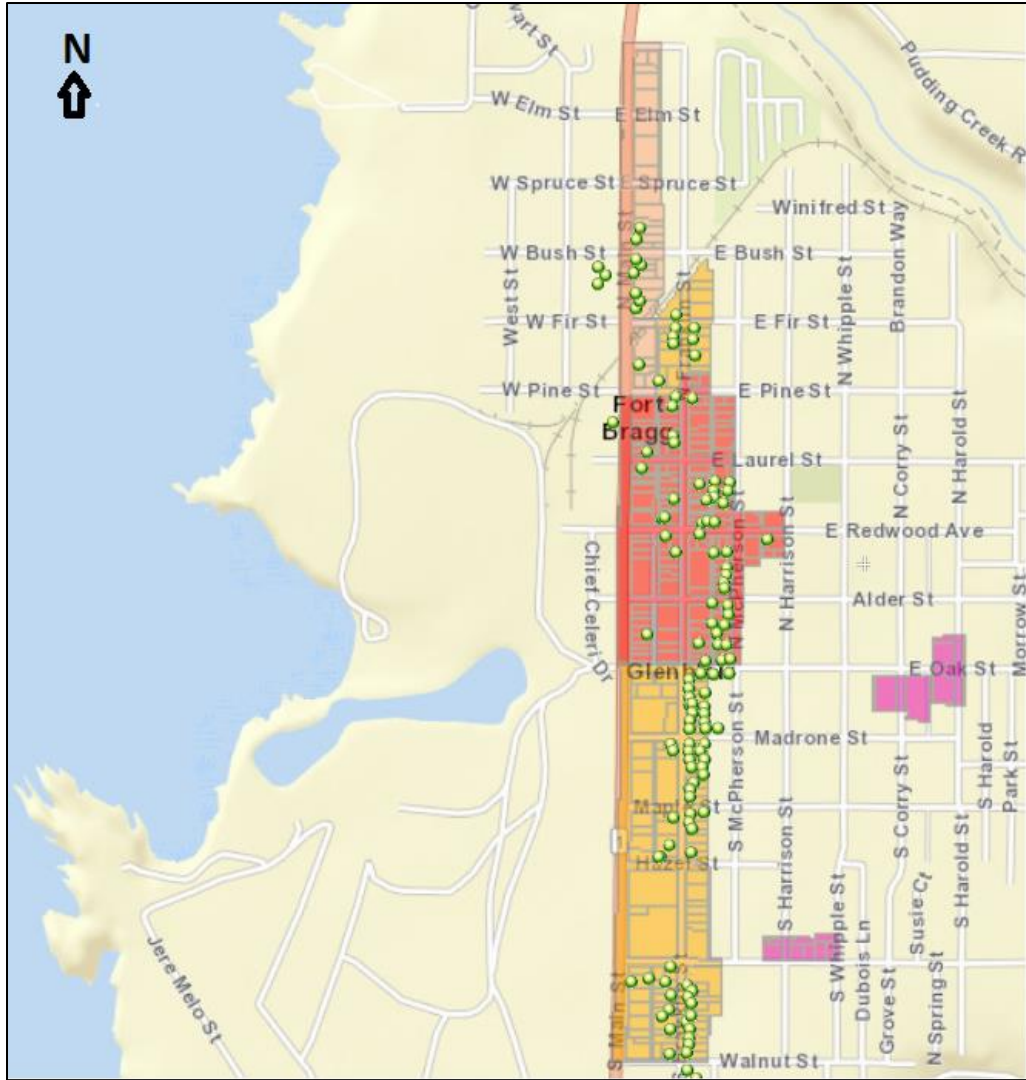 N
Pudding Creek R
W Elm St
E Elm St
W Spruce St
E Spruce St
Winifred St
W Bush St
E Bush St
N Main St
West St
Brandon Way
N Whipple St
W Fir St
E Fir St
W Pine St
E Pine St
Fort
Bragg
N Corry St
N Harold St
E Laurel St
N McPherson St
N Harrison St
E Redwood Ave
Chief Celeri Dr
Alder St
Morrow St
E Oak St
S McPherson St
Madrone St
S Harold
Park St
S Corry St
S Harrison St
S Harold St
Hazel St
Susie Ct
S Whipple St
Dubois Ln
Grove St
N Spring St
Jere Melo St
S Main St
Walnut St